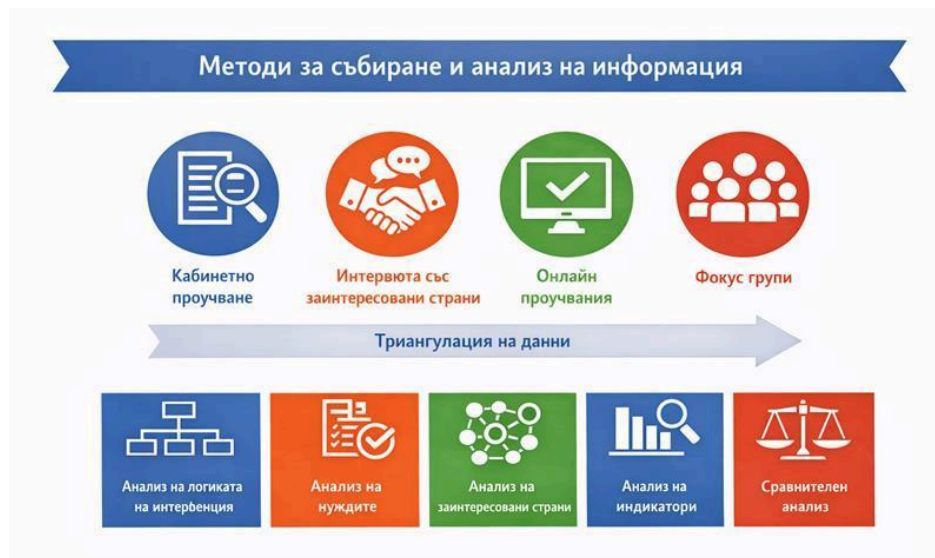 Методи за събиране и анализ на информация
Кабинетно
проучване
Интервюта със
заинтересовани страни
Онлайн
проучвания
Фокус групи
Триангулация на данни
Анализ на логиката
на интерbенция
Анализ на
нуждите
Анализ на
заинтересовани страни
Анализ на
индикатори
Сравнителен
анализ